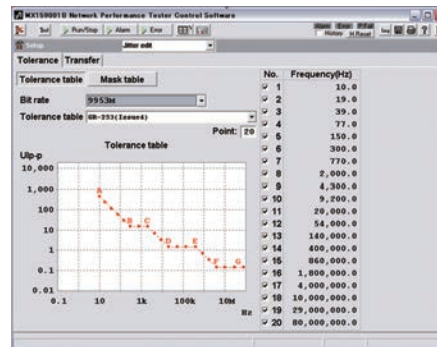 MX159001B Network Performance Tester Control Software
Run/Stop Alarm Error
Alarm Error P.Fail
History H.Reset
Setup
Jitter edit
Tolerance Transfer
Tolerance table Mask table
Bit rate 9953M
Tolerance table GR-253(Issue4)
Point: 20
Tolerance table
UIp-p
10,000
1,000
100
10
1
0.1
0.01
A
B C
D E
F G
0.1 10 1k 100k 10M
Hz
No. Frequency(Hz)
1 10.0
2 19.0
3 39.0
4 77.0
5 150.0
6 300.0
7 770.0
8 2,000.0
9 4,300.0
10 9,200.0
11 20,000.0
12 54,000.0
13 140,000.0
14 400,000.0
15 860,000.0
16 1,800,000.0
17 4,000,000.0
18 10,000,000.0
19 29,000,000.0
20 80,000,000.0